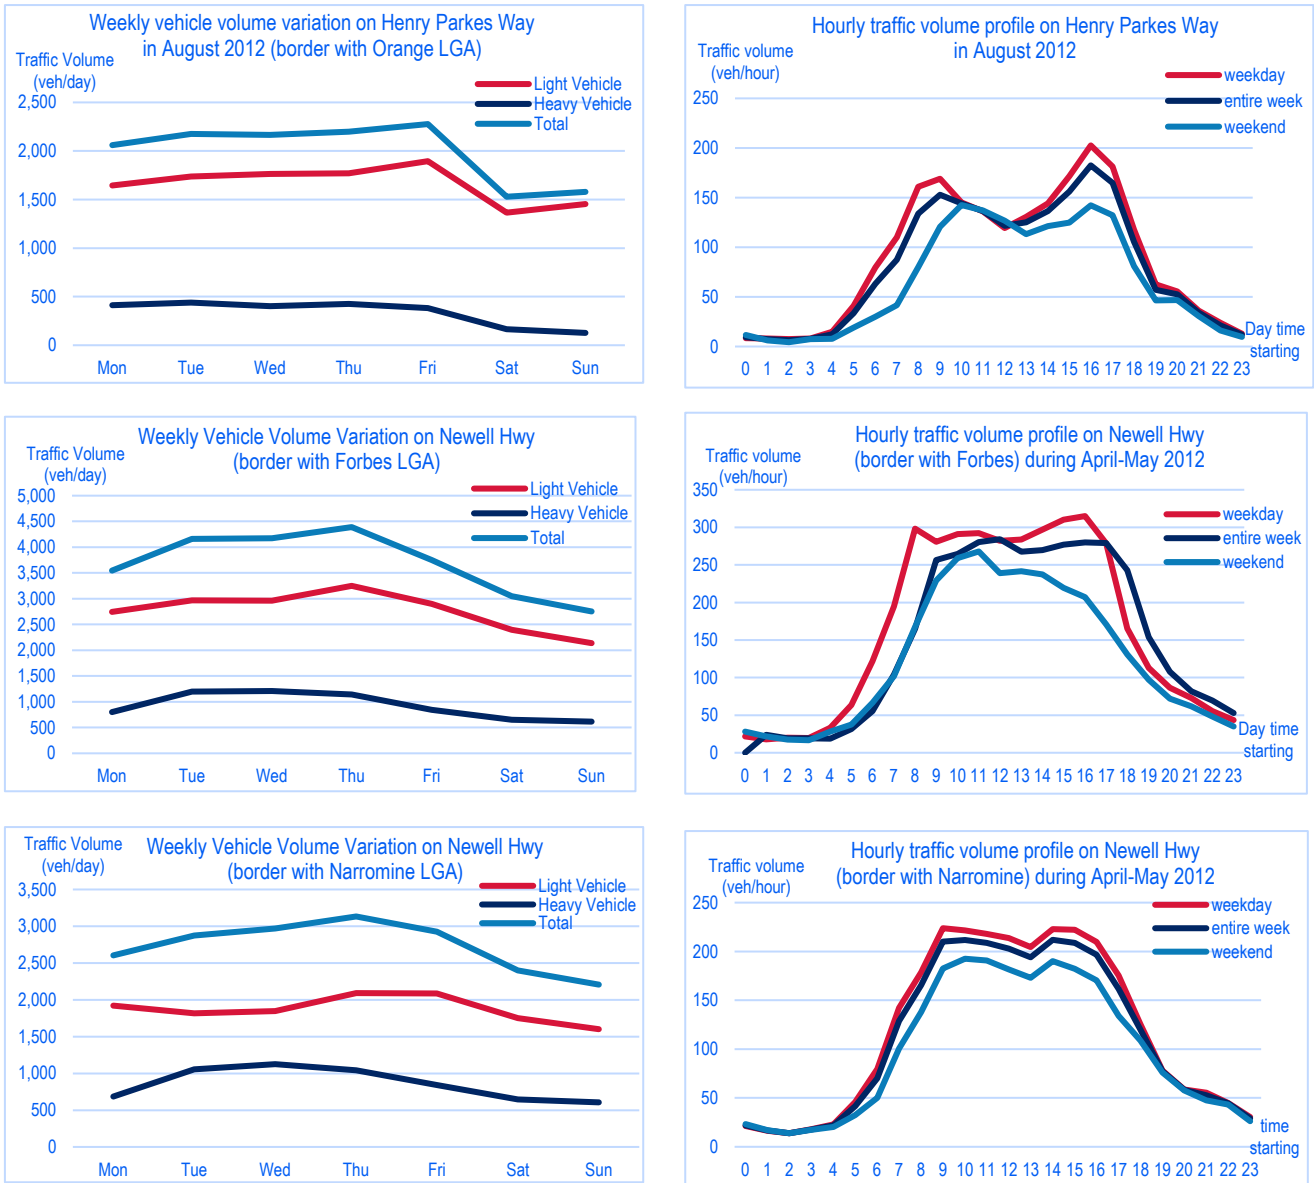 Weekly vehicle volume variation on Henry Parkes Way
in August 2012 (border with Orange LGA)
Traffic Volume
(veh/day)
Light Vehicle
Heavy Vehicle
Total
2,500
2,000
1,500
1,000
500
0
Mon Tue Wed Thu Fri Sat Sun
Hourly traffic volume profile on Henry Parkes Way
in August 2012
Traffic volume
(veh/hour)
weekday
entire week
weekend
250
200
150
100
50
0
0 1 2 3 4 5 6 7 8 9 10 11 12 13 14 15 16 17 18 19 20 21 22 23
Day time
starting
Weekly Vehicle Volume Variation on Newell Hwy
(border with Forbes LGA)
Traffic Volume
(veh/day)
Light Vehicle
Heavy Vehicle
Total
5,000
4,500
4,000
3,500
3,000
2,500
2,000
1,500
1,000
500
0
Mon Tue Wed Thu Fri Sat Sun
Hourly traffic volume profile on Newell Hwy
(border with Forbes) during April-May 2012
Traffic volume
(veh/hour)
weekday
entire week
weekend
350
300
250
200
150
100
50
0
0 1 2 3 4 5 6 7 8 9 10 11 12 13 14 15 16 17 18 19 20 21 22 23
Day time
starting
Weekly Vehicle Volume Variation on Newell Hwy
(border with Narromine LGA)
Traffic Volume
(veh/day)
Light Vehicle
Heavy Vehicle
Total
3,500
3,000
2,500
2,000
1,500
1,000
500
0
Mon Tue Wed Thu Fri Sat Sun
Hourly traffic volume profile on Newell Hwy
(border with Narromine) during April-May 2012
Traffic volume
(veh/hour)
weekday
entire week
weekend
250
200
150
100
50
0
0 1 2 3 4 5 6 7 8 9 10 11 12 13 14 15 16 17 18 19 20 21 22 23
time
starting